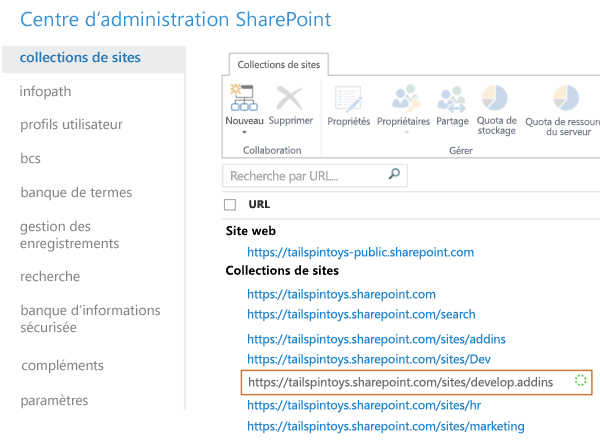 Centre d’administration SharePoint
collections de sites
infopath
profils utilisateur
bcs
banque de termes
gestion des
enregistrements
recherche
banque d’informations
sécurisée
compléments
paramètres
Collections de sites
Nouveau
Supprimer
Propriétés
Propriétaires
Partage
Quota de
stockage
Quota de ressource
du serveur
Collaboration
Gérer
Recherche par URL...
URL
Site web
https://tailspintoys-public.sharepoint.com
Collections de sites
https://tailspintoys.sharepoint.com
https://tailspintoys.sharepoint.com/search
https://tailspintoys.sharepoint.com/sites/addins
https://tailspintoys.sharepoint.com/sites/Dev
https://tailspintoys.sharepoint.com/sites/develop.addins
https://tailspintoys.sharepoint.com/sites/hr
https://tailspintoys.sharepoint.com/sites/marketing